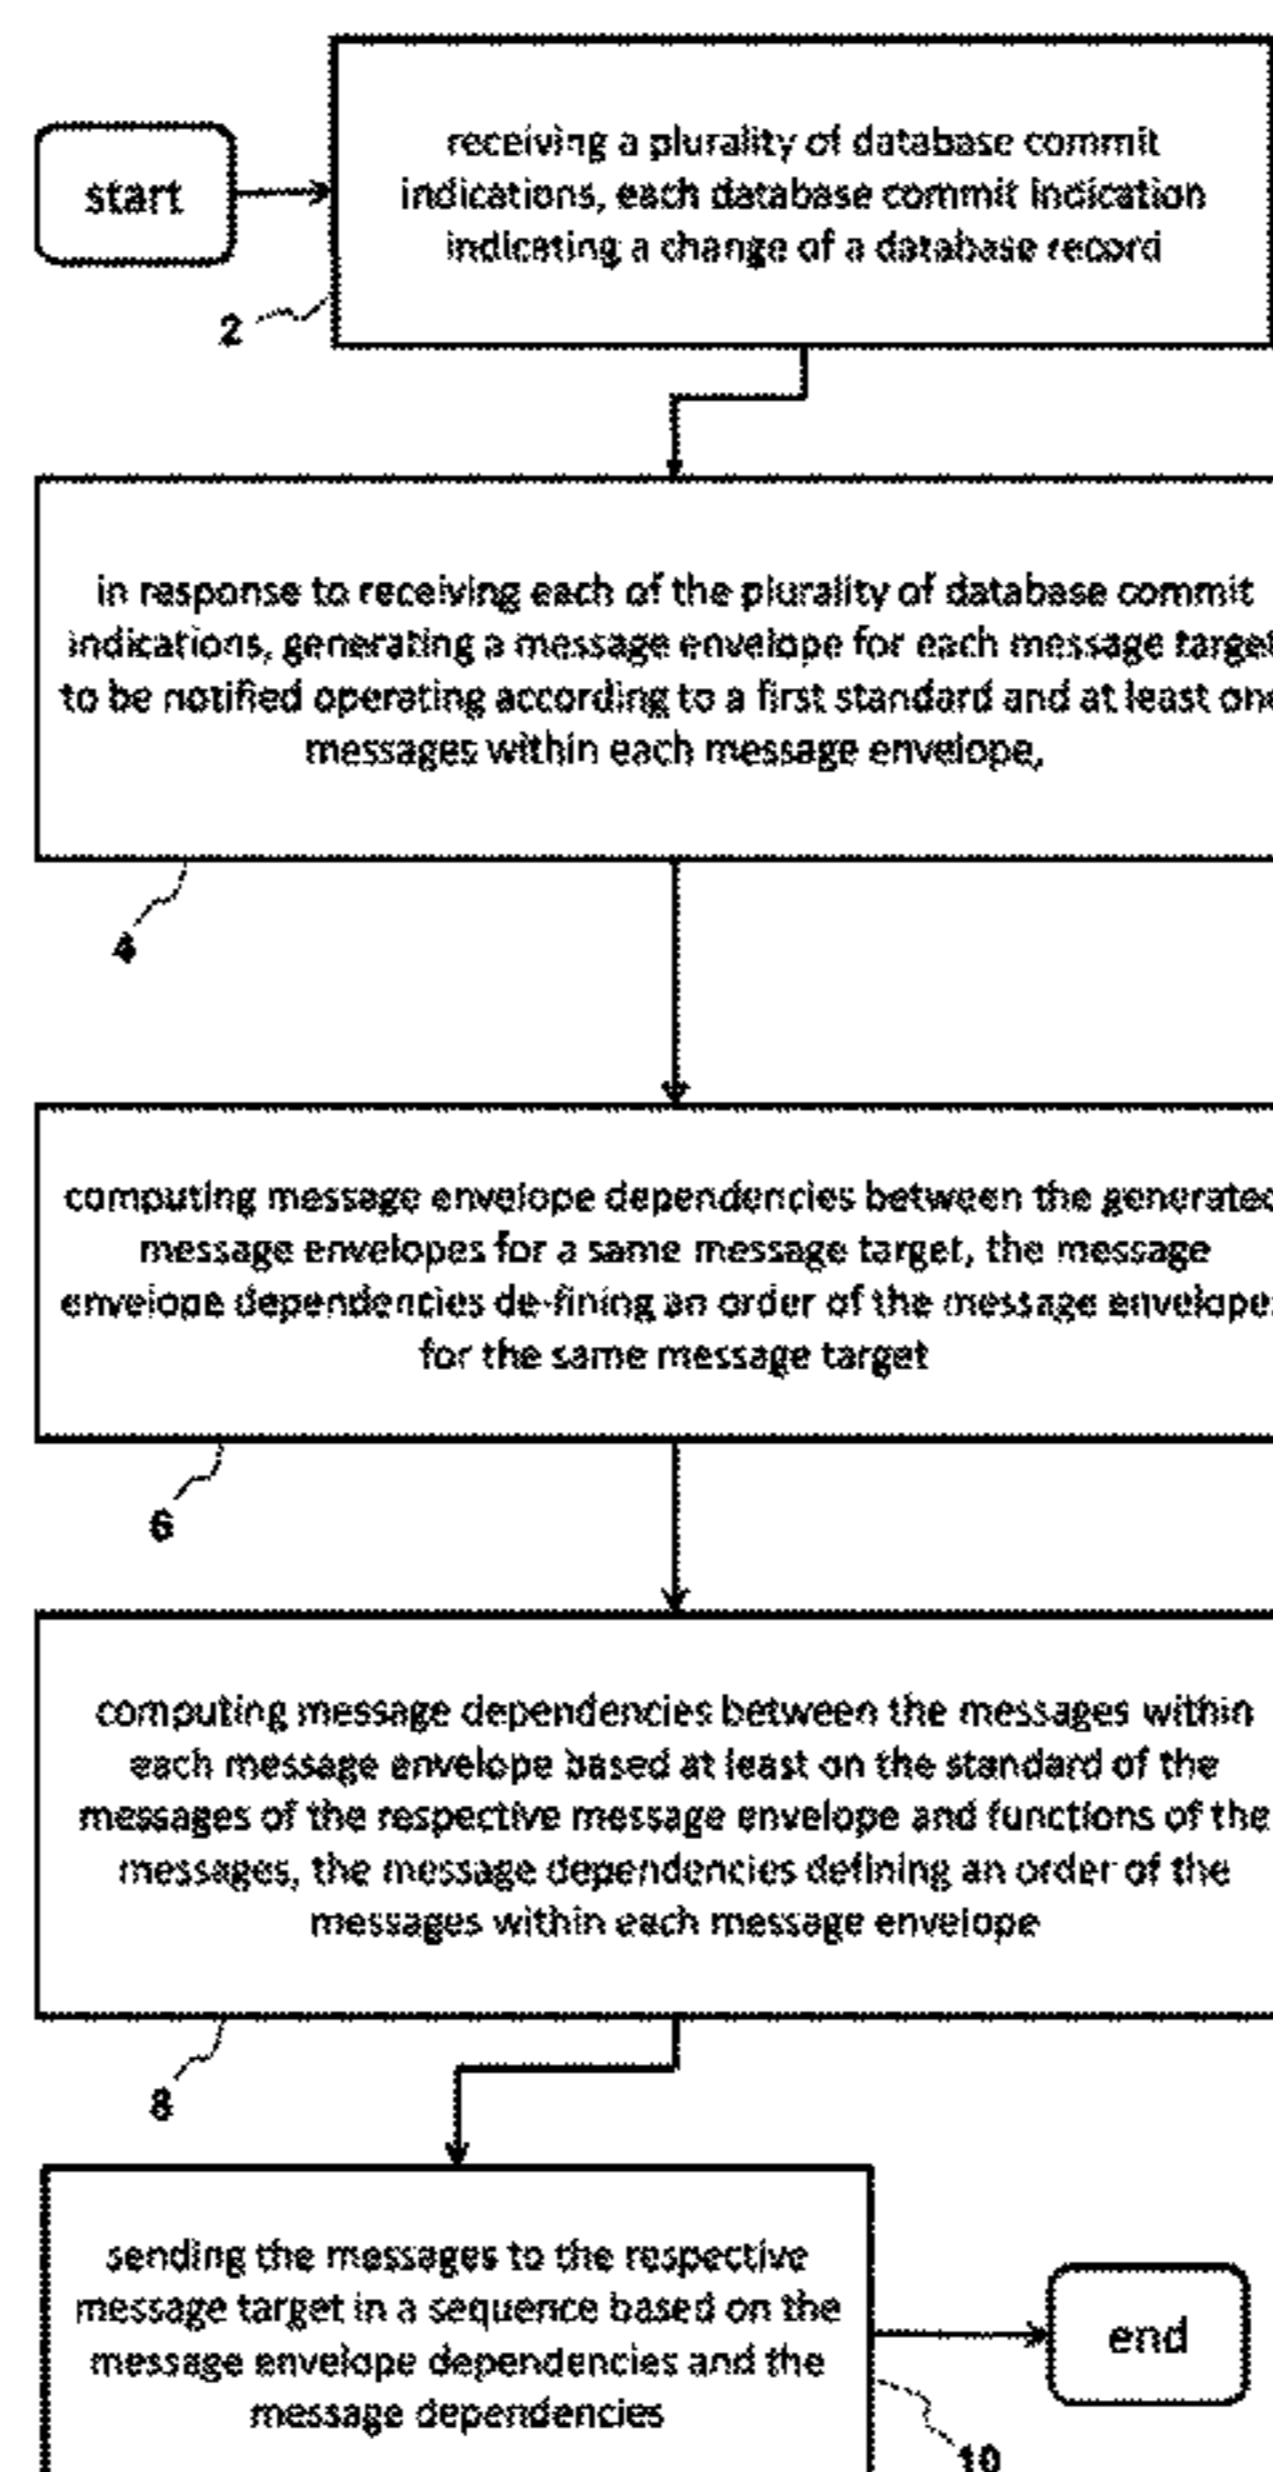 start
receiving a plurality of database commit
indications, each database commit indication
indicating a change of a database record
2
in response to receiving each of the plurality of database commit
indications, generating a message envelope for each message target
to be notified operating according to a first standard and at least one
messages within each message envelope,
4
computing message envelope dependencies between the generated
message envelopes for a same message target, the message
envelope dependencies de-fining an order of the message envelopes
for the same message target
6
computing message dependencies between the messages within
each message envelope based at least on the standard of the
messages of the respective message envelope and functions of the
messages, the message dependencies defining an order of the
messages within each message envelope
8
sending the messages to the respective
message target in a sequence based on the
message envelope dependencies and the
message dependencies
end
10